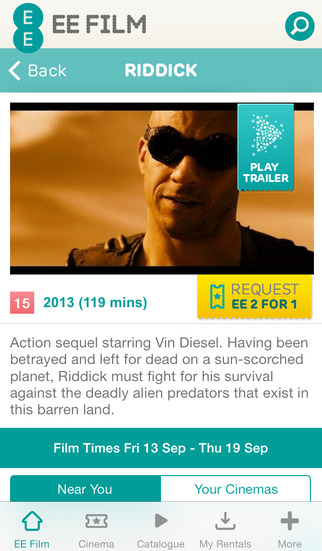 EE
EE FILM
Back
RIDDICK
PLAY
TRAILER
15
2013 (119 mins)
REQUEST
EE 2 FOR 1
Action sequel starring Vin Diesel. Having been
betrayed and left for dead on a sun-scorched
planet, Riddick must fight for his survival
against the deadly alien predators that exist in
this barren land.
Film Times Fri 13 Sep - Thu 19 Sep
Near You
Your Cinemas
EE Film
Cinema
Catalogue
My Rentals
More